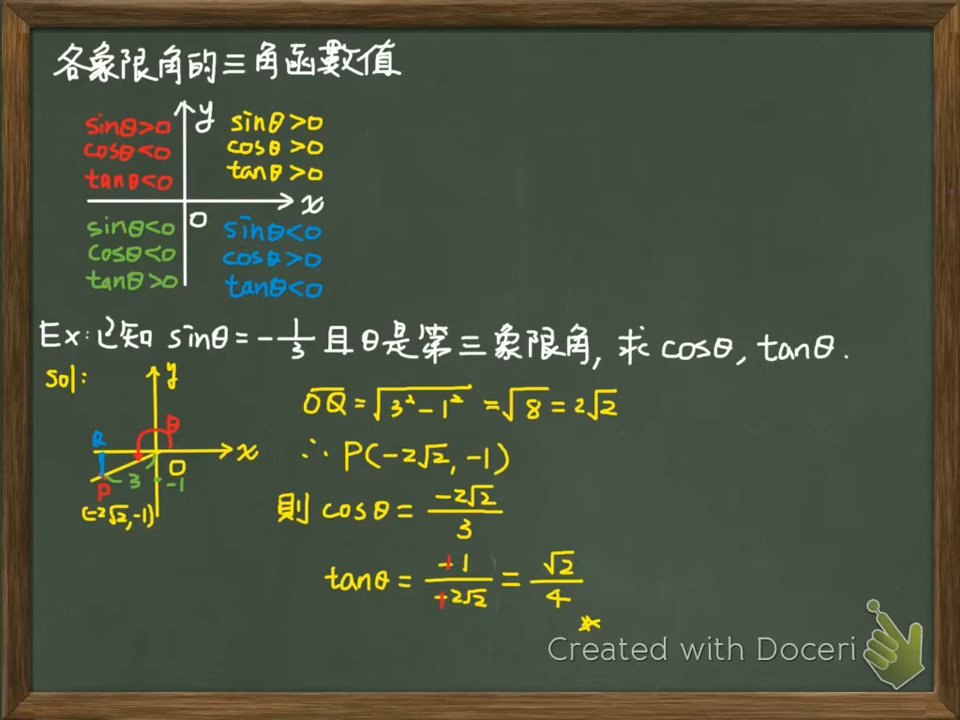 各象限角的三角函數值
y
sinθ>0
cosθ<0
tanθ<0
sinθ>0
cosθ>0
tanθ>0
x
0
sinθ<0
cosθ<0
tanθ>0
sinθ<0
cosθ>0
tanθ<0
Ex:已知 sinθ=-1/3 且θ是第三象限角, 求 cosθ, tanθ.
Sol:
y
θ
Q
x
0
3
-1
P
(-2√2,-1)
OQ=√(3²-1²)=√8=2√2
∴ P(-2√2, -1)
則 cosθ = -2√2/3
tanθ = -1/-2√2 = √2/4
Created with Doceri